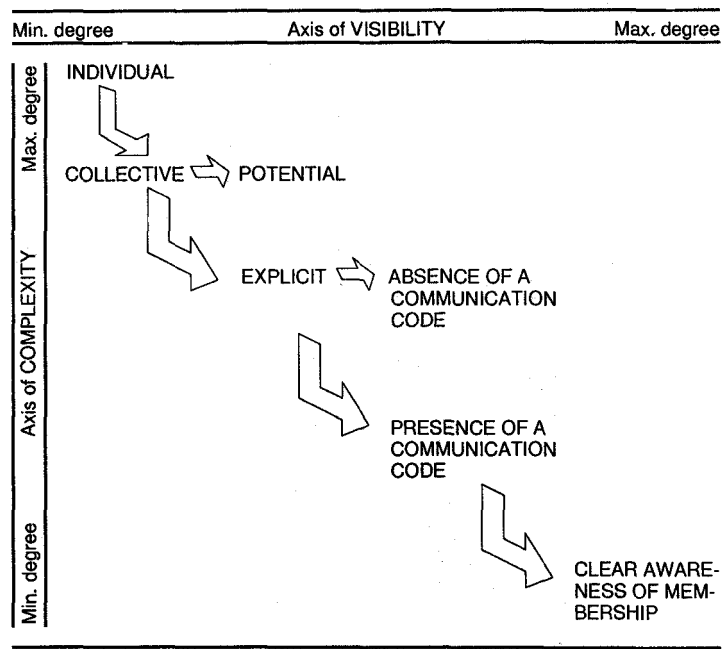 Min. degree Axis of VISIBILITY Max. degree
Max. degree
Axis of COMPLEXITY
Min. degree
INDIVIDUAL
COLLECTIVE POTENTIAL
EXPLICIT ABSENCE OF A
COMMUNICATION
CODE
PRESENCE OF A
COMMUNICATION
CODE
CLEAR AWARE-
NESS OF MEM-
BERSHIP